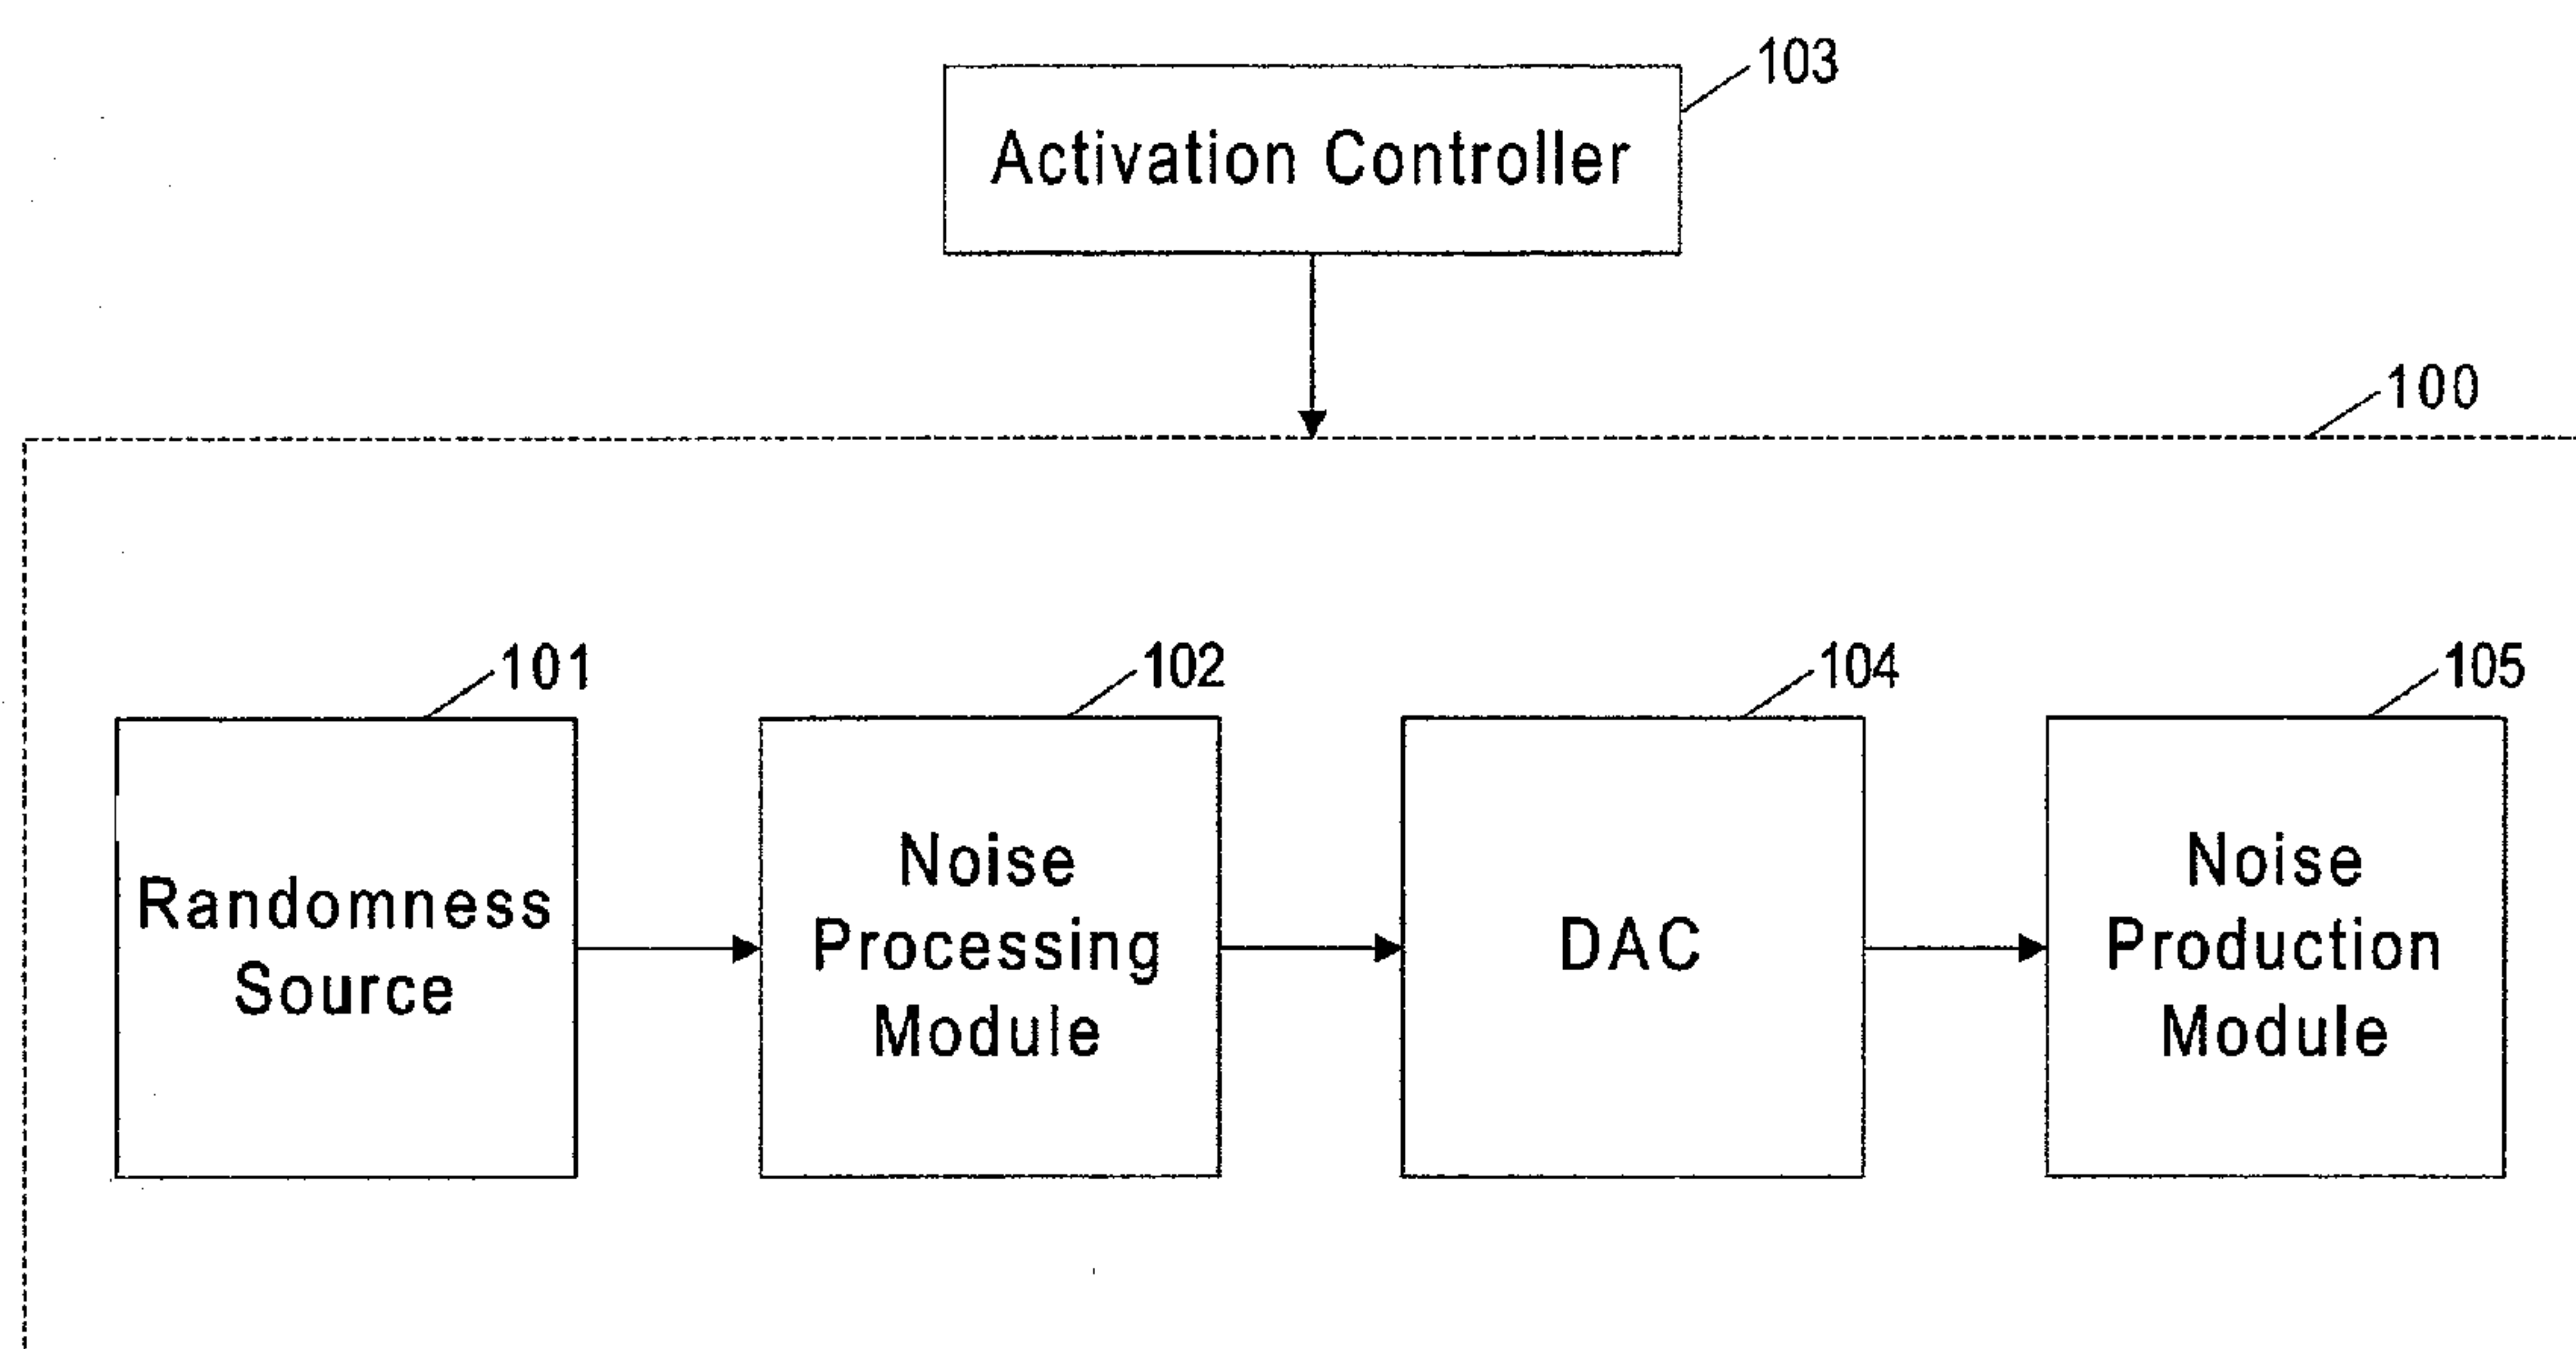 103
Activation Controller
100
101
102
104
105
Randomness
Source
Noise
Processing
Module
DAC
Noise
Production
Module